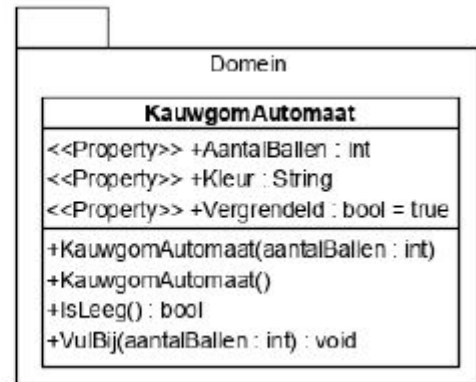 Domein
KauwgomAutomaat
<<Property>> +AantalBallen : int
<<Property>> +Kleur : String
<<Property>> +Vergrendeld : bool = true
+KauwgomAutomaat(aantalBallen : int)
+KauwgomAutomaat()
+IsLeeg() : bool
+VulBij(aantalBallen : int) : void